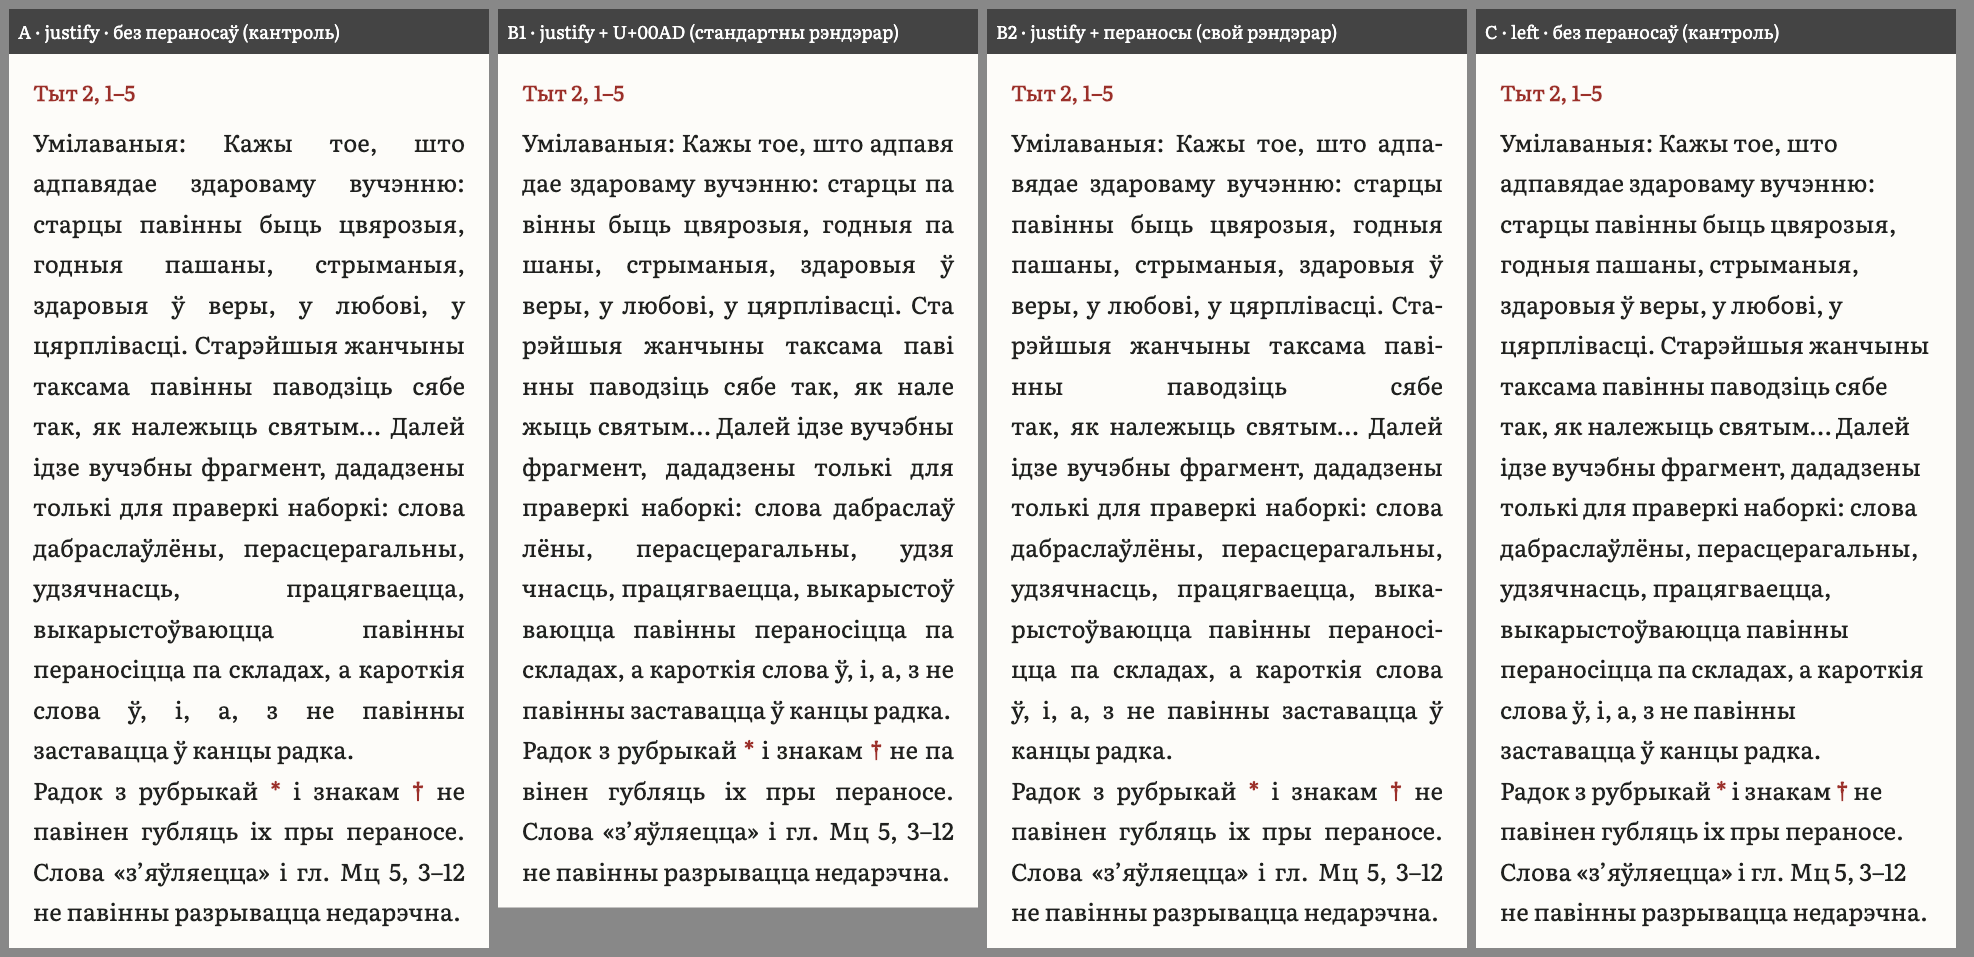 A · justify · без пераносаў (кантроль)
Тыт 2, 1–5
Умілаваныя: Кажы тое, што
адпавядае здароваму вучэнню:
старцы павінны быць цвярозыя,
годныя пашаны, стрыманыя,
здаровыя ў веры, у любові, у
цярплівасці. Старэйшыя жанчыны
таксама павінны паводзіць сябе
так, як належыць святым… Далей
ідзе вучэбны фрагмент, дададзены
толькі для праверкі наборкі: слова
дабраслаўлёны, перасцерагальны,
удзячнасць, працягваецца,
выкарыстоўваюцца павінны
пераносіцца па складах, а кароткія
слова ў, і, а, з не павінны
заставацца ў канцы радка.
Радок з рубрыкай * і знакам † не
павінен губляць іх пры пераносе.
Слова «з’яўляецца» і гл. Мц 5, 3–12
не павінны разрывацца недарэчна.
B1 · justify + U+00AD (стандартны рэндэрар)
Тыт 2, 1–5
Умілаваныя: Кажы тое, што адпавя
дае здароваму вучэнню: старцы па
вінны быць цвярозыя, годныя па
шаны, стрыманыя, здаровыя ў
веры, у любові, у цярплівасці. Ста
рэйшыя жанчыны таксама паві
нны паводзіць сябе так, як нале
жыць святым… Далей ідзе вучэбны
фрагмент, дададзены толькі для
праверкі наборкі: слова дабраслаў
лёны, перасцерагальны, удзя
чнасць, працягваецца, выкарыстоў
ваюцца павінны пераносіцца па
складах, а кароткія слова ў, і, а, з не
павінны заставацца ў канцы радка.
Радок з рубрыкай * і знакам † не па
вінен губляць іх пры пераносе.
Слова «з’яўляецца» і гл. Мц 5, 3–12
не павінны разрывацца недарэчна.
B2 · justify + пераносы (свой рэндэрар)
Тыт 2, 1–5
Умілаваныя: Кажы тое, што адпа-
вядае здароваму вучэнню: старцы
павінны быць цвярозыя, годныя
пашаны, стрыманыя, здаровыя ў
веры, у любові, у цярплівасці. Ста-
рэйшыя жанчыны таксама паві-
нны паводзіць сябе
так, як належыць святым… Далей
ідзе вучэбны фрагмент, дададзены
толькі для праверкі наборкі: слова
дабраслаўлёны, перасцерагальны,
удзячнасць, працягваецца, выка-
рыстоўваюцца павінны пераносі-
цца па складах, а кароткія слова
ў, і, а, з не павінны заставацца ў
канцы радка.
Радок з рубрыкай * і знакам † не
павінен губляць іх пры пераносе.
Слова «з’яўляецца» і гл. Мц 5, 3–12
не павінны разрывацца недарэчна.
C · left · без пераносаў (кантроль)
Тыт 2, 1–5
Умілаваныя: Кажы тое, што
адпавядае здароваму вучэнню:
старцы павінны быць цвярозыя,
годныя пашаны, стрыманыя,
здаровыя ў веры, у любові, у
цярплівасці. Старэйшыя жанчыны
таксама павінны паводзіць сябе
так, як належыць святым… Далей
ідзе вучэбны фрагмент, дададзены
толькі для праверкі наборкі: слова
дабраслаўлёны, перасцерагальны,
удзячнасць, працягваецца,
выкарыстоўваюцца павінны
пераносіцца па складах, а кароткія
слова ў, і, а, з не павінны
заставацца ў канцы радка.
Радок з рубрыкай * і знакам † не
павінен губляць іх пры пераносе.
Слова «з’яўляецца» і гл. Мц 5, 3–12
не павінны разрывацца недарэчна.